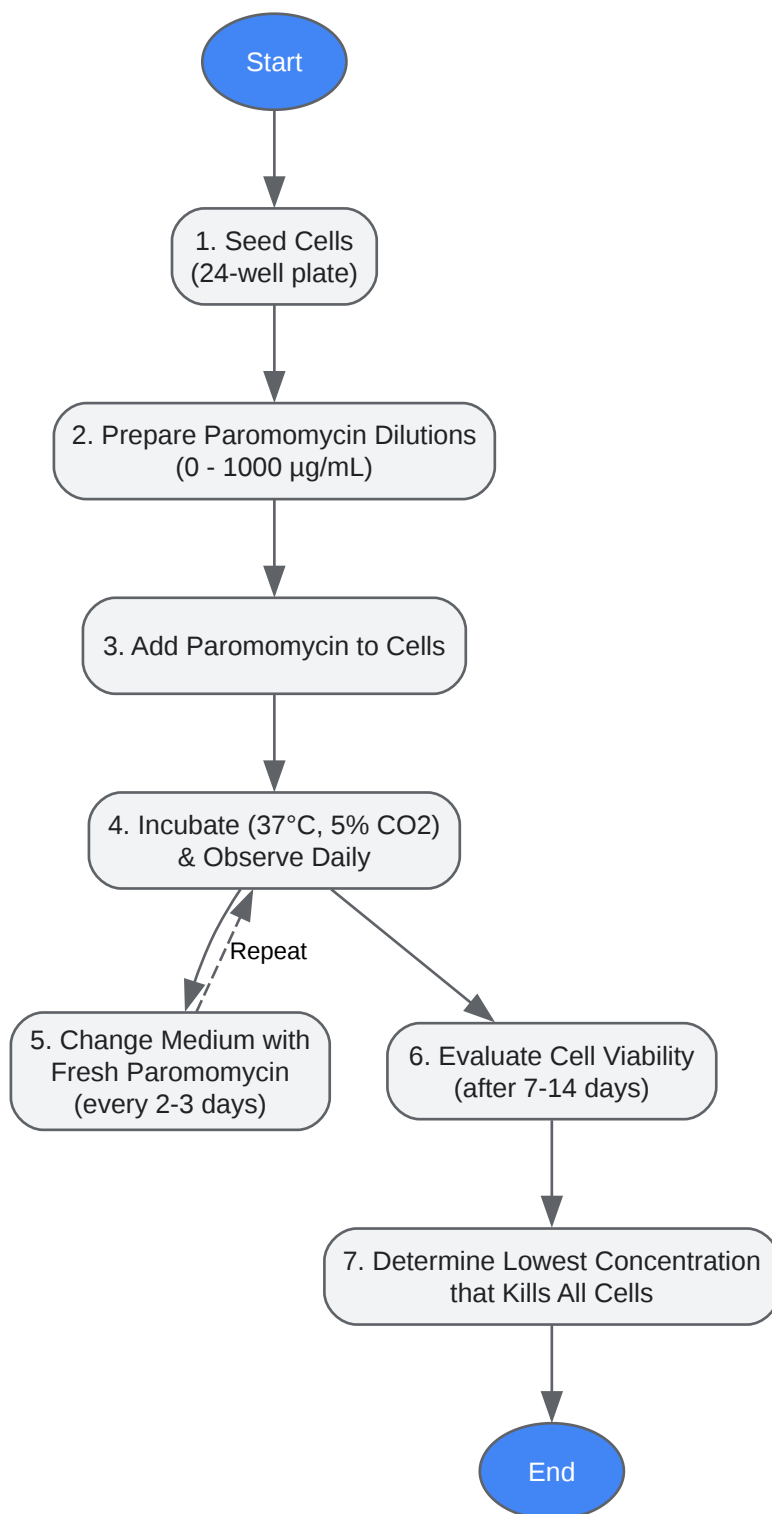 Start
1. Seed Cells
(24-well plate)
2. Prepare Paromomycin Dilutions
(0 - 1000 µg/mL)
3. Add Paromomycin to Cells
4. Incubate (37°C, 5% CO2)
& Observe Daily
Repeat
5. Change Medium with
Fresh Paromomycin
(every 2-3 days)
6. Evaluate Cell Viability
(after 7-14 days)
7. Determine Lowest Concentration
that Kills All Cells
End